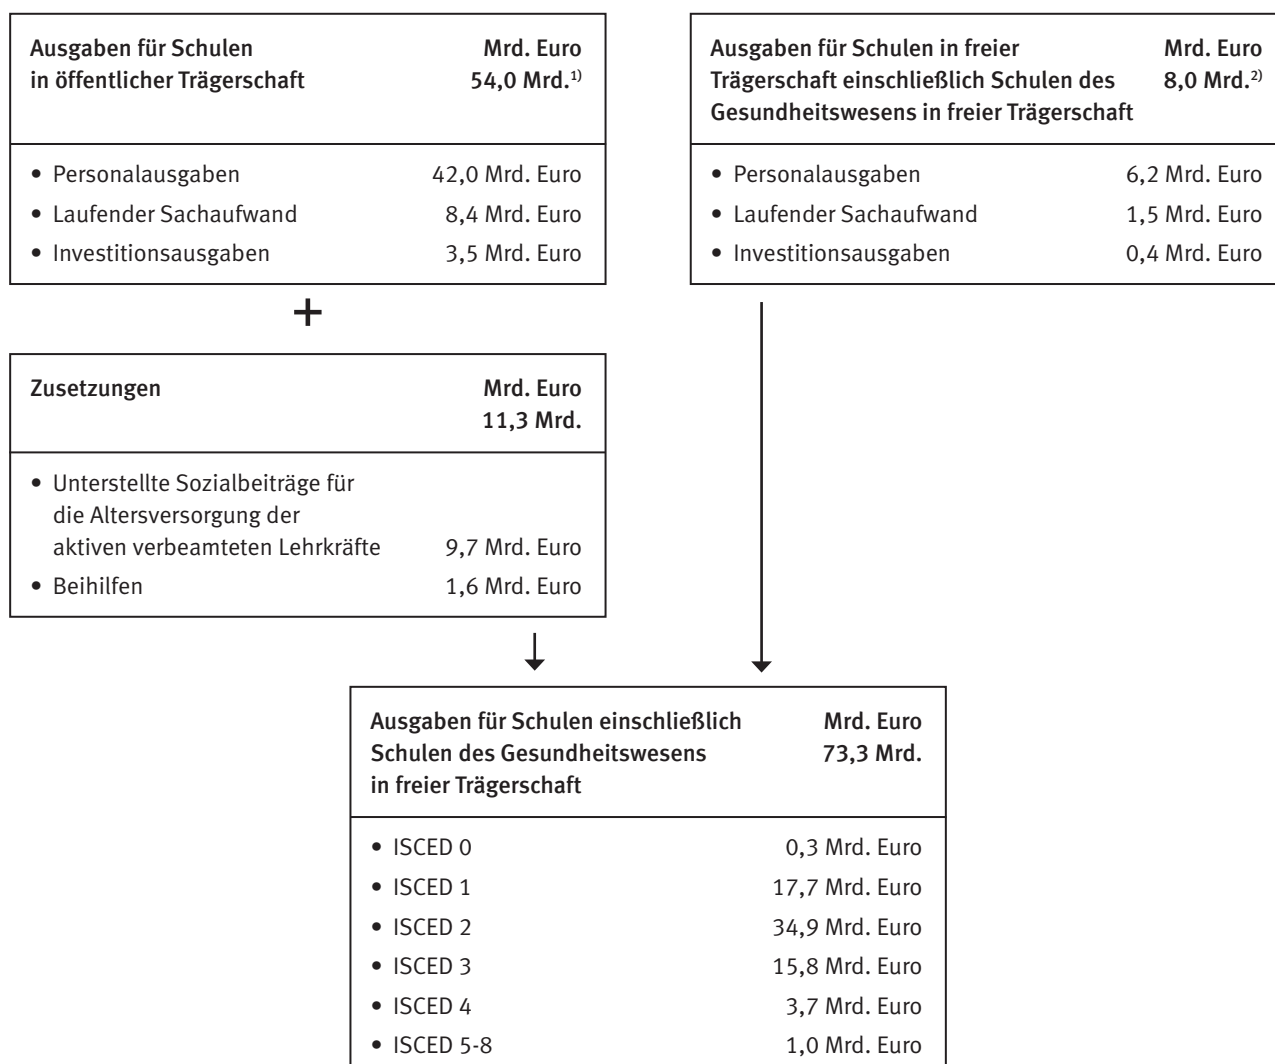 Ausgaben für Schulen Mrd. Euro
in öffentlicher Trägerschaft 54,0 Mrd.1)
• Personalausgaben 42,0 Mrd. Euro
• Laufender Sachaufwand 8,4 Mrd. Euro
• Investitionsausgaben 3,5 Mrd. Euro
Ausgaben für Schulen in freier Mrd. Euro
Trägerschaft einschließlich Schulen des 8,0 Mrd.2)
Gesundheitswesens in freier Trägerschaft
• Personalausgaben 6,2 Mrd. Euro
• Laufender Sachaufwand 1,5 Mrd. Euro
• Investitionsausgaben 0,4 Mrd. Euro
+
Zusetzungen Mrd. Euro
11,3 Mrd.
• Unterstellte Sozialbeiträge für
die Altersversorgung der
aktiven verbeamteten Lehrkräfte 9,7 Mrd. Euro
• Beihilfen 1,6 Mrd. Euro
Ausgaben für Schulen einschließlich Mrd. Euro
Schulen des Gesundheitswesens 73,3 Mrd.
in freier Trägerschaft
• ISCED 0 0,3 Mrd. Euro
• ISCED 1 17,7 Mrd. Euro
• ISCED 2 34,9 Mrd. Euro
• ISCED 3 15,8 Mrd. Euro
• ISCED 4 3,7 Mrd. Euro
• ISCED 5-8 1,0 Mrd. Euro